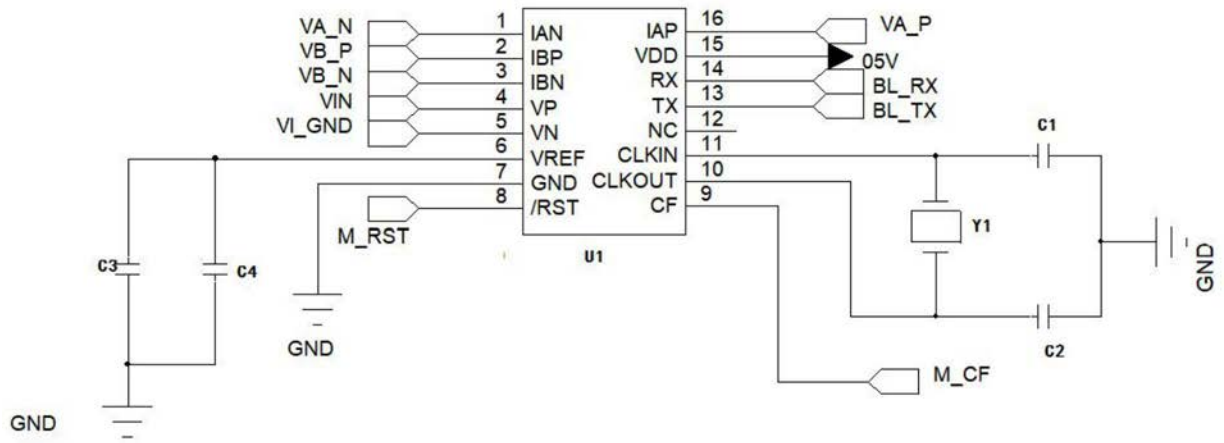 VA_N 1 IAN IAP 16 VA_P
VB_P 2 IBP VDD 15 05V
VB_N 3 IBN RX 14 BL_RX
VIN 4 VP TX 13 BL_TX
VI_GND 5 VN NC 12
6 VREF CLKIN 11 C1
7 GND CLKOUT 10
8 /RST CF 9 Y1
M_RST U1
C3 C4 GND
GND C2
M_CF
GND